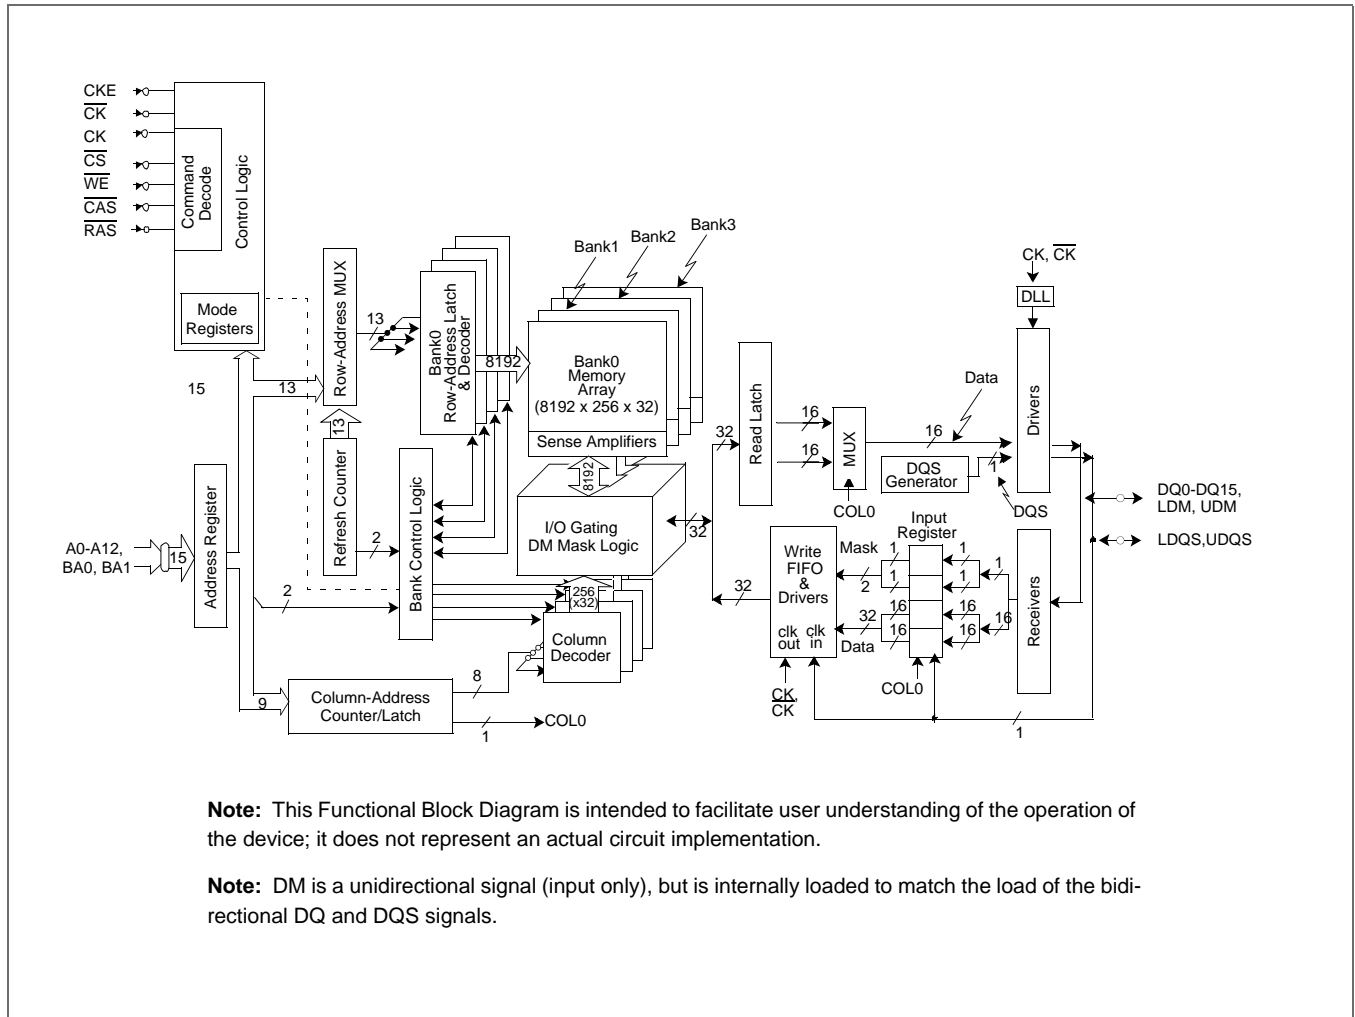 CKE
CK
CK
CS
WE
CAS
RAS
Command
Decode
Control Logic
Mode
Registers
Row-Address MUX
13
Bank0
Row-Address Latch
& Decoder
8192
Bank1
Bank2
Bank3
Bank0
Memory
Array
(8192 x 256 x 32)
Sense Amplifiers
8192
I/O Gating
DM Mask Logic
15
13
13
Refresh Counter
2
Bank Control Logic
A0-A12,
BA0, BA1
15
Address Register
2
256
(x32)
Column
Decoder
9
Column-Address
Counter/Latch
8
1
COL0
32
32
Read Latch
16
16
MUX
COL0
16
Data
DQS
Generator
1
DQS
CK, CK
DLL
Drivers
DQ0-DQ15,
LDM, UDM
LDQS,UDQS
32
Write
FIFO
&
Drivers
clk
out
clk
in
CK,
CK
Mask
2
32
Data
Input
Register
1
1
16
16
1
1
16
16
1
16
COL0
Receivers
1
Note: This Functional Block Diagram is intended to facilitate user understanding of the operation of
the device; it does not represent an actual circuit implementation.
Note: DM is a unidirectional signal (input only), but is internally loaded to match the load of the bidi-
rectional DQ and DQS signals.